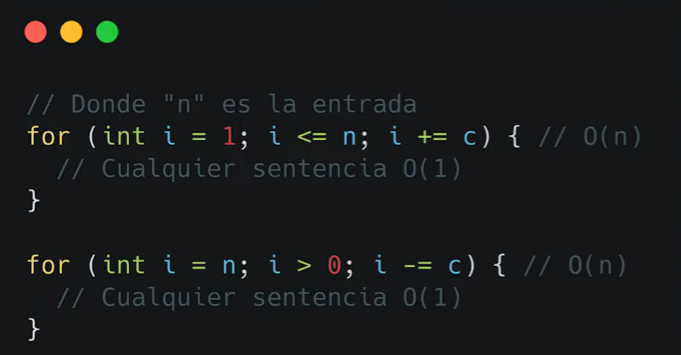 // Donde "n" es la entrada
for (int i = 1; i <= n; i += c) { // O(n)
  // Cualquier sentencia O(1)
}

for (int i = n; i > 0; i -= c) { // O(n)
  // Cualquier sentencia O(1)
}